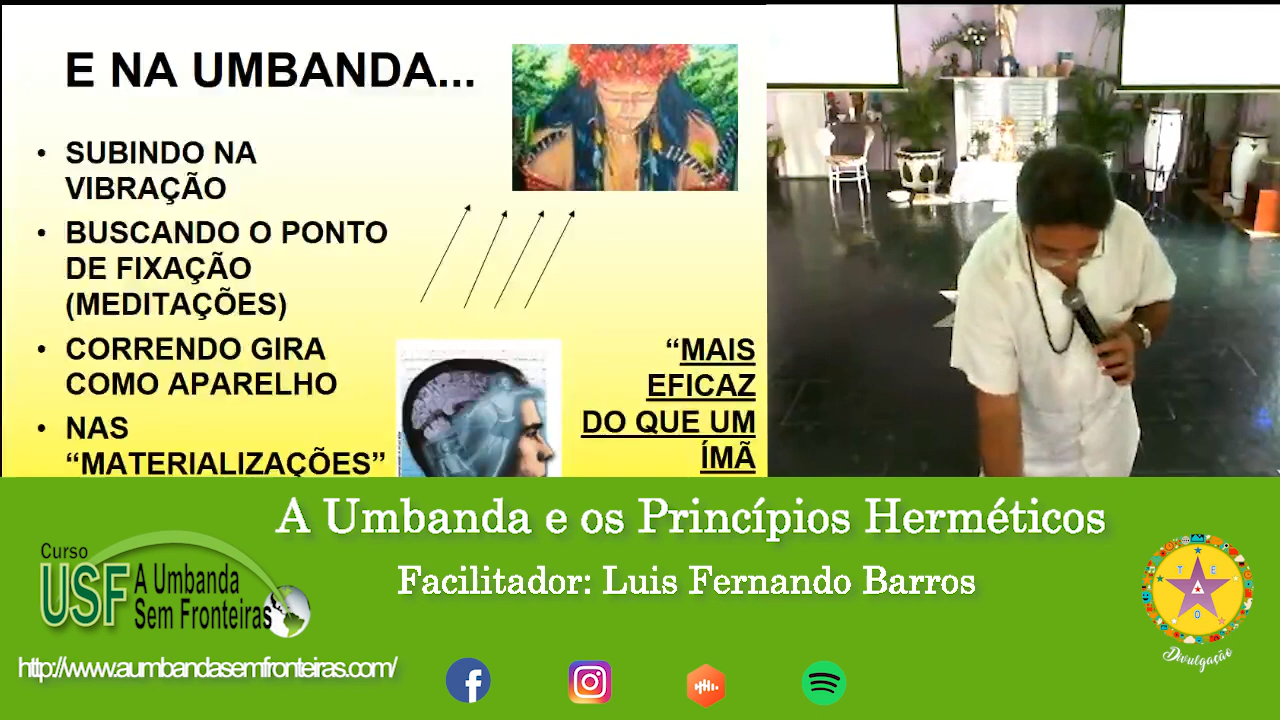 E NA UMBANDA...
• SUBINDO NA
VIBRAÇÃO
• BUSCANDO O PONTO
DE FIXAÇÃO
(MEDITAÇÕES)
• CORRENDO GIRA
COMO APARELHO
• NAS
“MATERIALIZAÇÕES”
“MAIS
EFICAZ
DO QUE UM
ÍMÃ
A Umbanda e os Princípios Herméticos
Facilitador: Luis Fernando Barros
Curso
USF A Umbanda
Sem Fronteiras
http://www.aumbandasemfronteiras.com/
T E
A
O
Divulgação